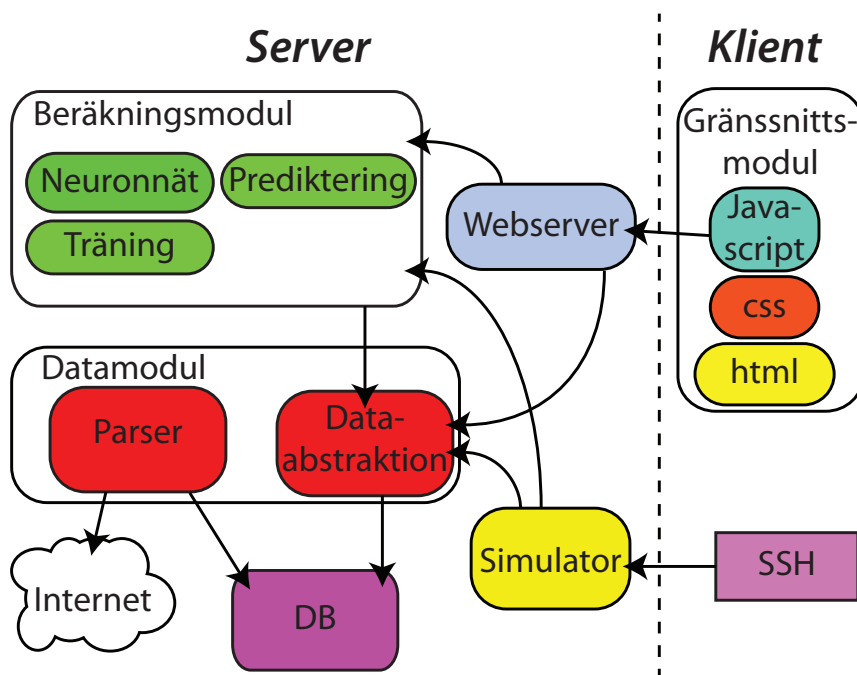 Server
Klient
Beräkningsmodul
Neuronnät
Prediktering
Träning
Webserver
Gränssnitts-
modul
Java-
script
css
html
Datamodul
Parser
Data-
abstraktion
Internet
DB
Simulator
SSH